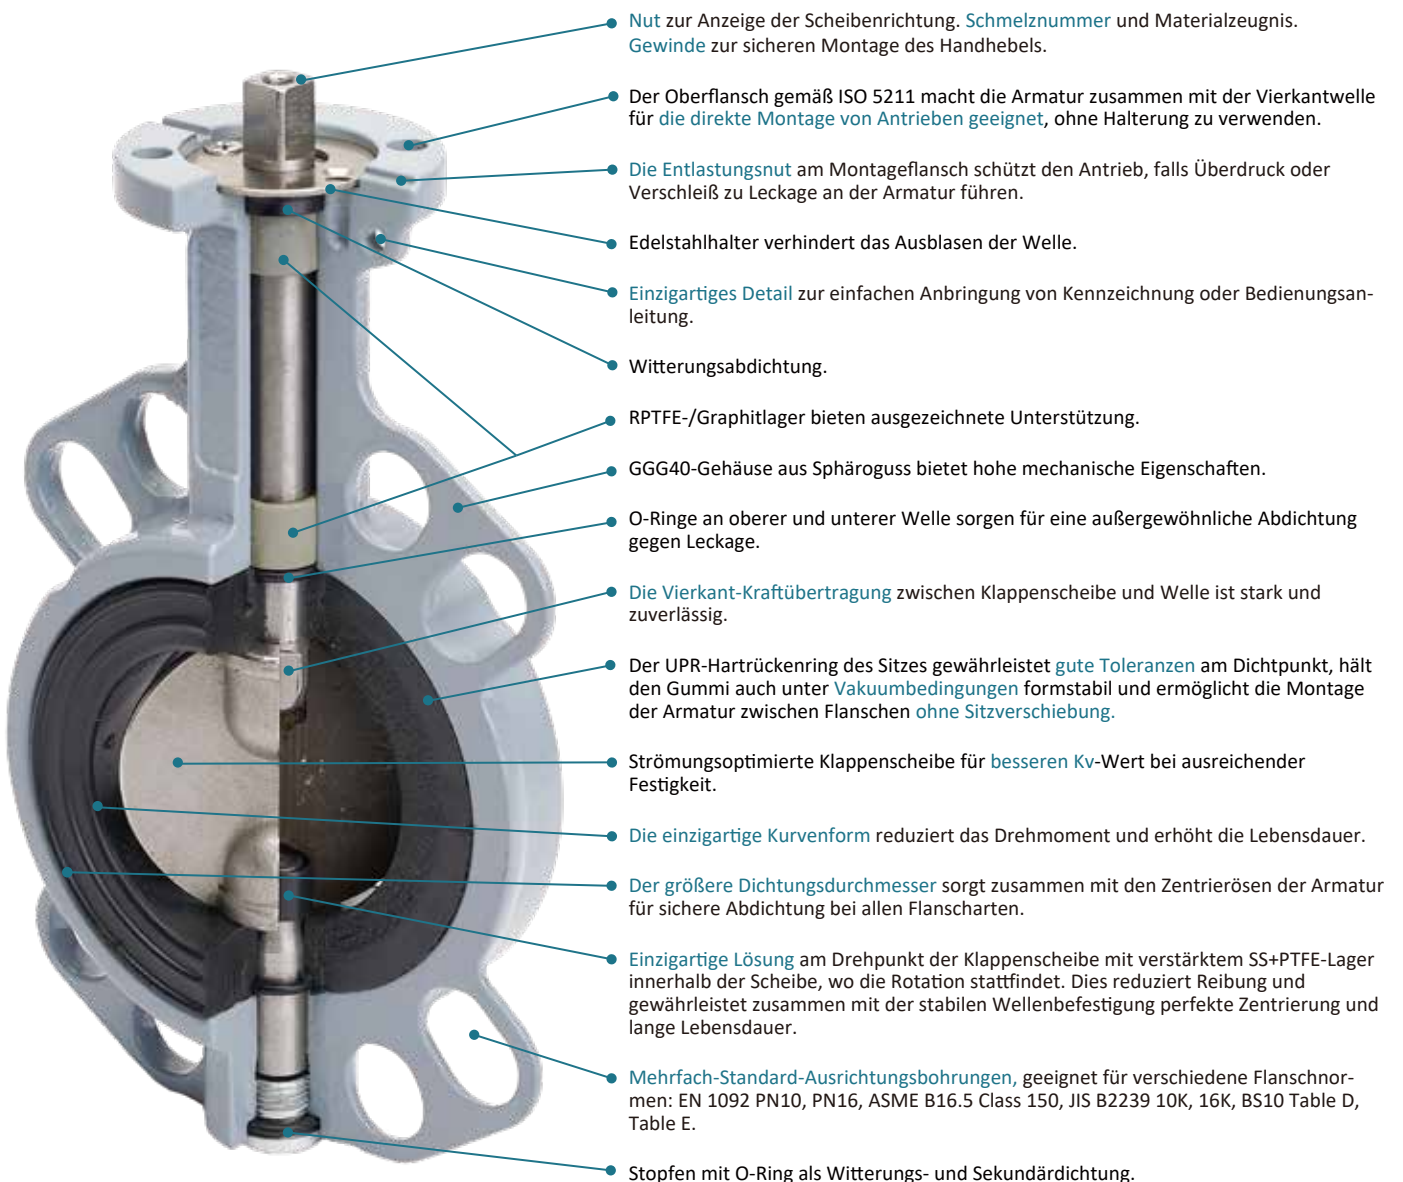 Nut zur Anzeige der Scheibenrichtung. Schmelznummer und Materialzeugnis.
Gewinde zur sicheren Montage des Handhebels.
Der Oberflansch gemäß ISO 5211 macht die Armatur zusammen mit der Vierkantwelle
für die direkte Montage von Antrieben geeignet, ohne Halterung zu verwenden.
Die Entlastungsnut am Montageflansch schützt den Antrieb, falls Überdruck oder
Verschleiß zu Leckage an der Armatur führen.
Edelstahlhalter verhindert das Ausblasen der Welle.
Einzigartiges Detail zur einfachen Anbringung von Kennzeichnung oder Bedienungsan-
leitung.
Witterungsabdichtung.
RPTFE-/Graphitlager bieten ausgezeichnete Unterstützung.
GGG40-Gehäuse aus Sphäroguss bietet hohe mechanische Eigenschaften.
O-Ringe an oberer und unterer Welle sorgen für eine außergewöhnliche Abdichtung
gegen Leckage.
Die Vierkant-Kraftübertragung zwischen Klappenscheibe und Welle ist stark und
zuverlässig.
Der UPR-Hartrückenring des Sitzes gewährleistet gute Toleranzen am Dichtpunkt, hält
den Gummi auch unter Vakuumbedingungen formstabil und ermöglicht die Montage
der Armatur zwischen Flanschen ohne Sitzverschiebung.
Strömungsoptimierte Klappenscheibe für besseren Kv-Wert bei ausreichender
Festigkeit.
Die einzigartige Kurvenform reduziert das Drehmoment und erhöht die Lebensdauer.
Der größere Dichtungsdurchmesser sorgt zusammen mit den Zentrierösen der Armatur
für sichere Abdichtung bei allen Flanscharten.
Einzigartige Lösung am Drehpunkt der Klappenscheibe mit verstärktem SS+PTFE-Lager
innerhalb der Scheibe, wo die Rotation stattfindet. Dies reduziert Reibung und
gewährleistet zusammen mit der stabilen Wellenbefestigung perfekte Zentrierung und
lange Lebensdauer.
Mehrfach-Standard-Ausrichtungsbohrungen, geeignet für verschiedene Flanschnor-
men: EN 1092 PN10, PN16, ASME B16.5 Class 150, JIS B2239 10K, 16K, BS10 Table D,
Table E.
Stopfen mit O-Ring als Witterungs- und Sekundärdichtung.